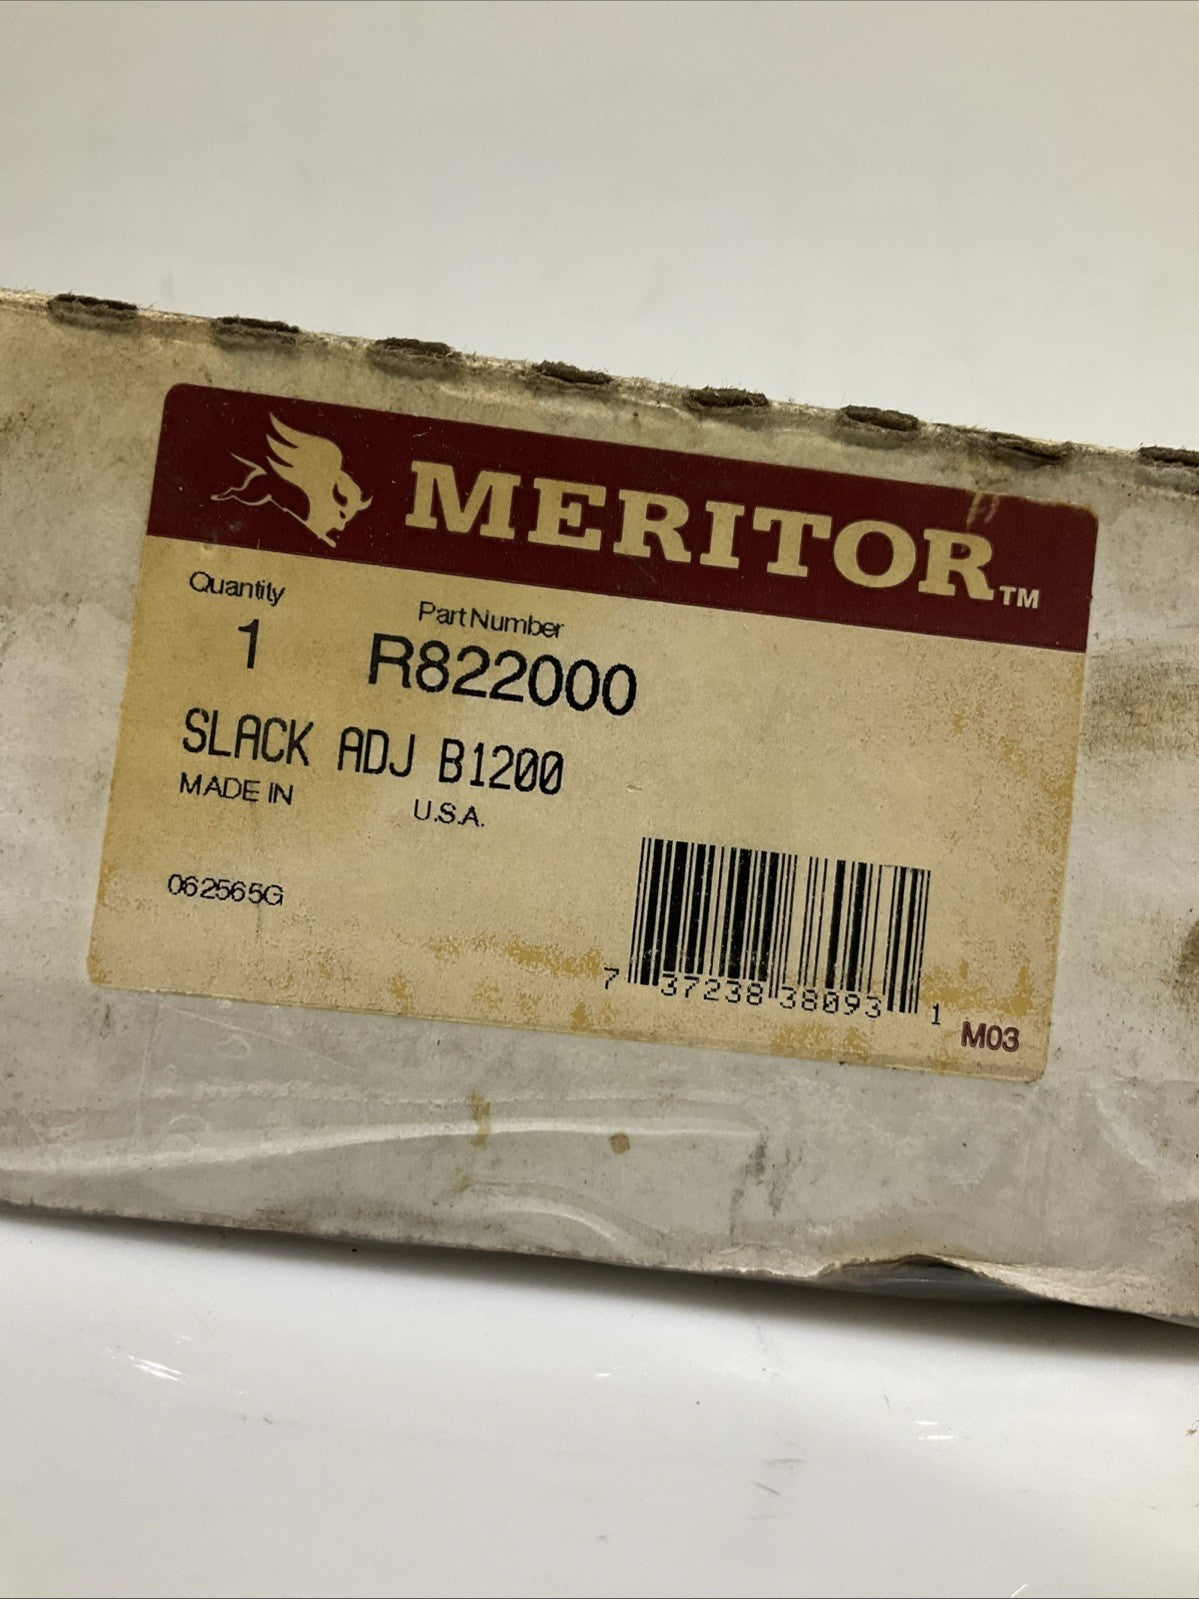 MERITOR™
Quantity
1
Part Number
R822000
SLACK ADJ B1200
MADE IN U.S.A.
062565G
7 37238 38093 1
M03